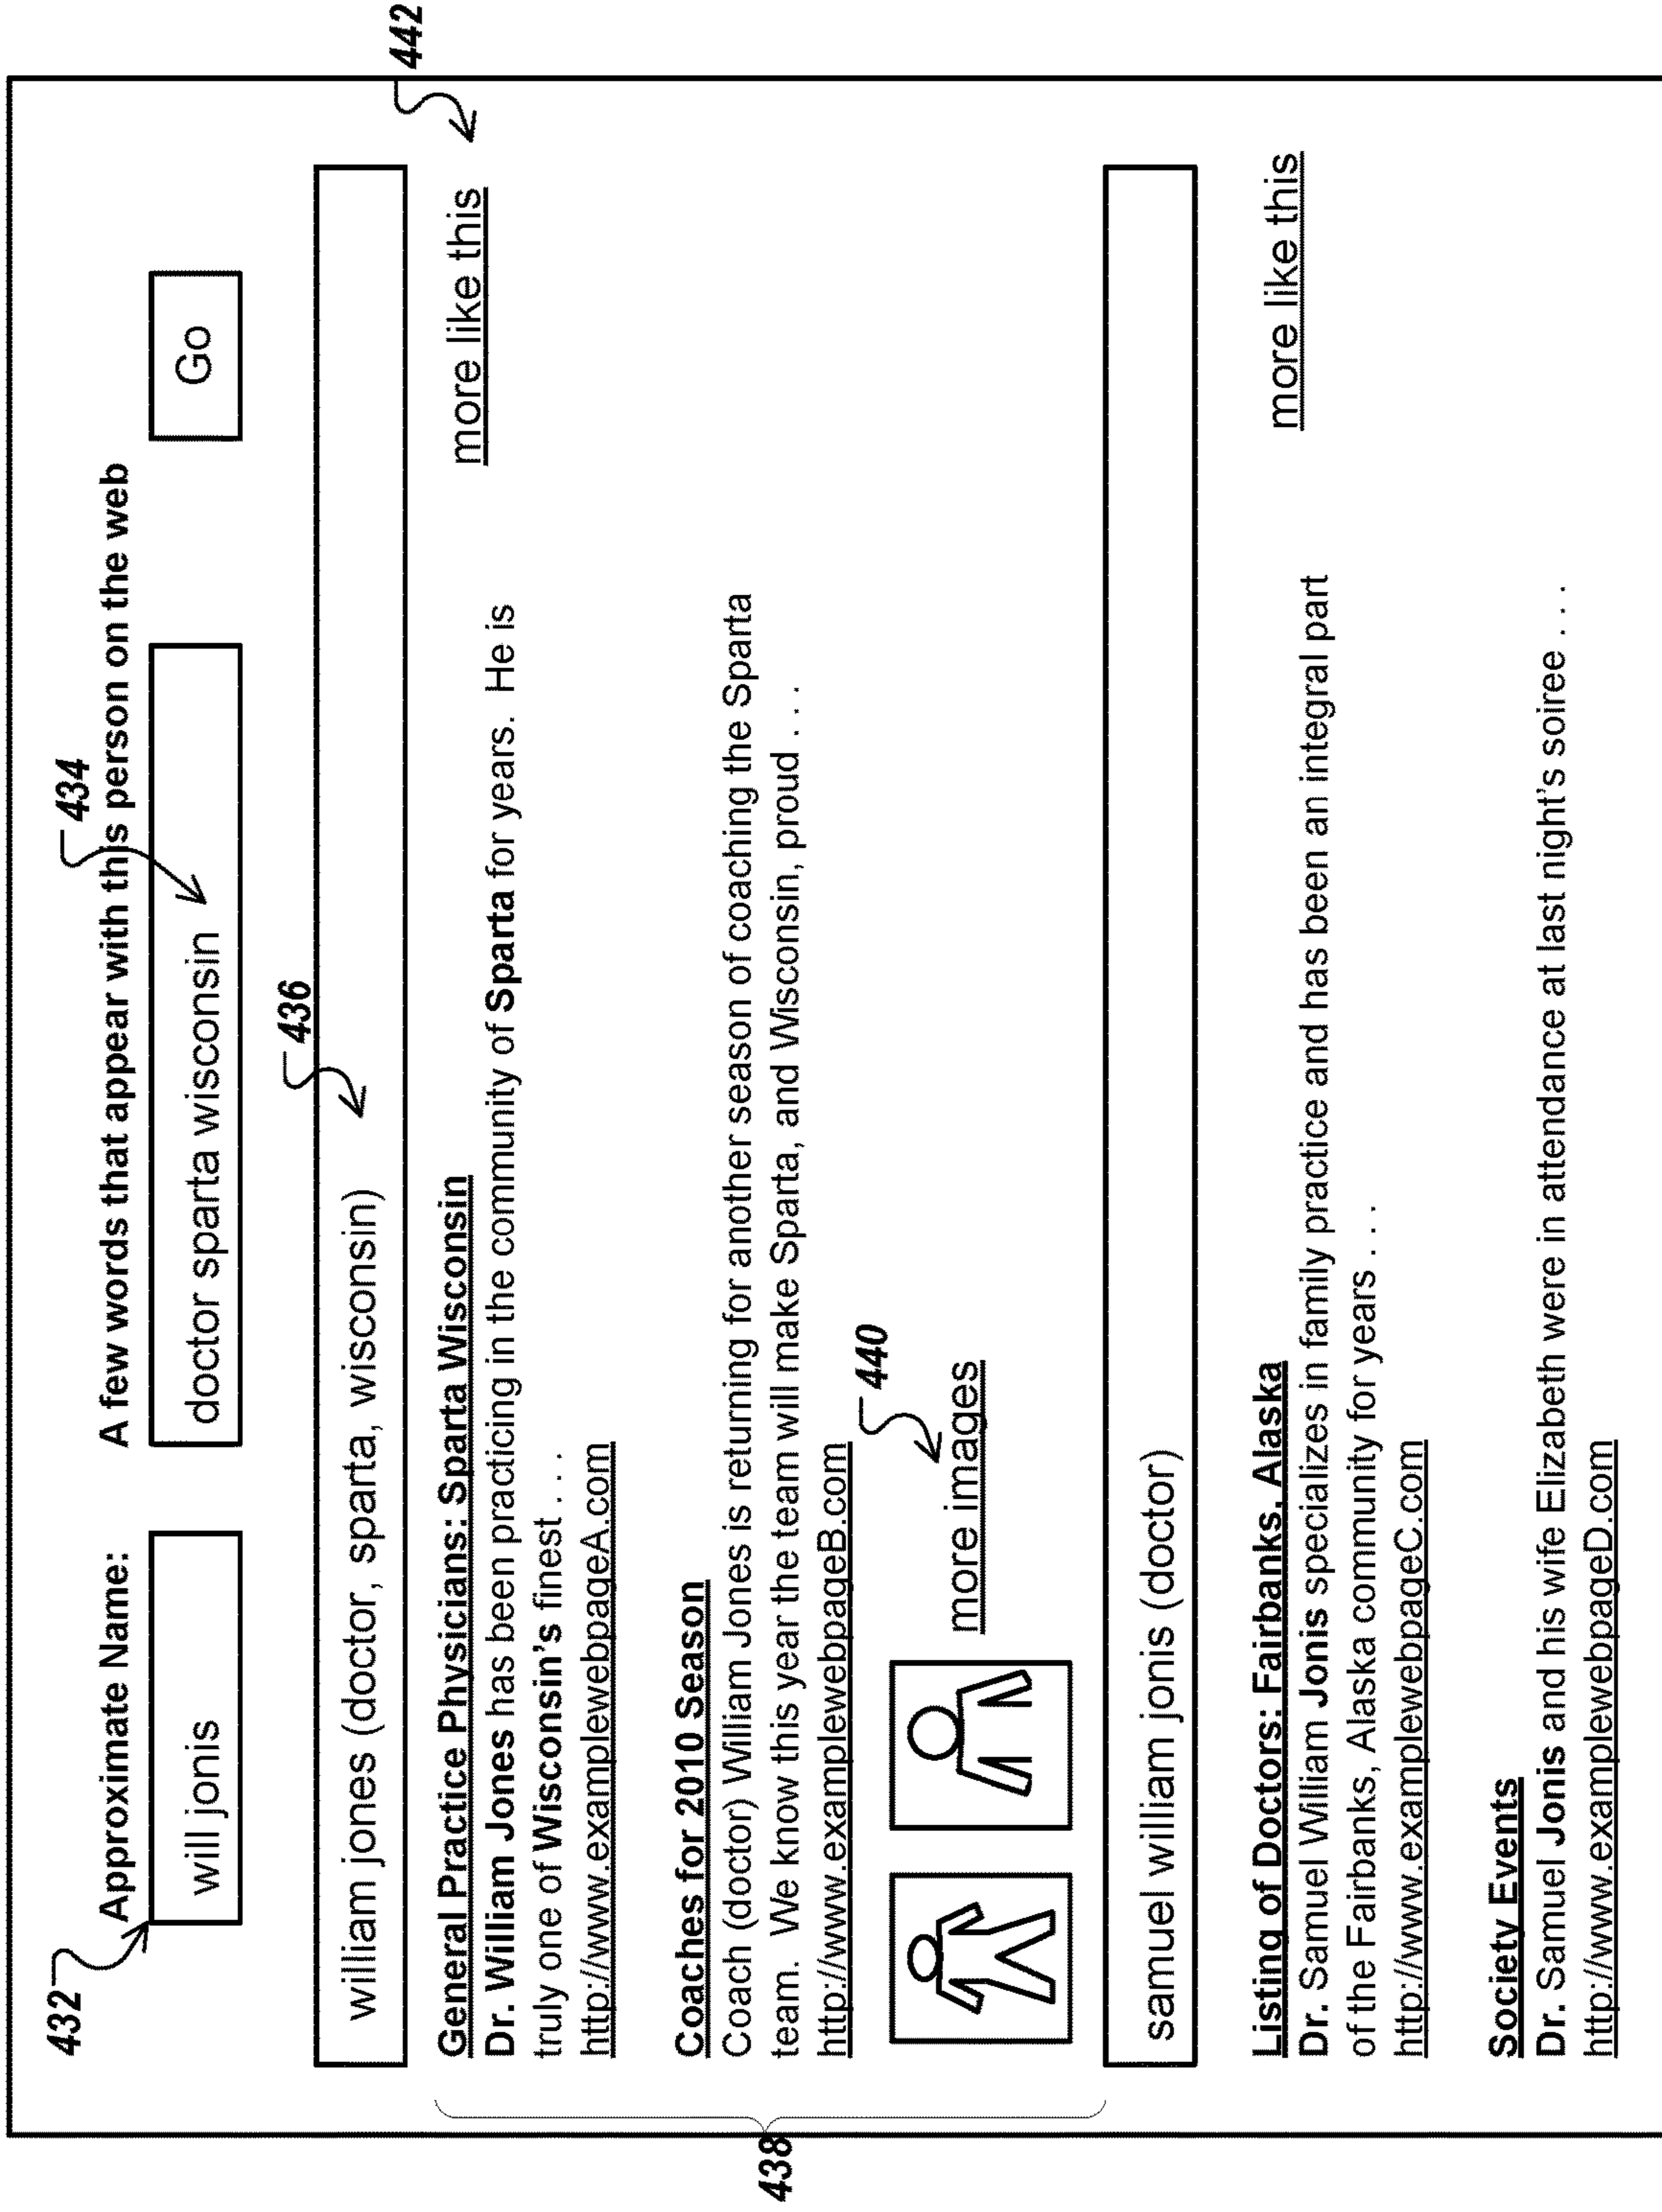 432
434
Approximate Name: A few words that appear with this person on the web
will jonis doctor sparta wisconsin Go
436
442
william jones (doctor, sparta, wisconsin)
General Practice Physicians: Sparta Wisconsin more like this
Dr. William Jones has been practicing in the community of Sparta for years. He is
truly one of Wisconsin's finest . . .
http://www.examplewebpageA.com
Coaches for 2010 Season
Coach (doctor) William Jones is returning for another season of coaching the Sparta
team. We know this year the team will make Sparta, and Wisconsin, proud . . .
http://www.examplewebpageB.com
438
440
more images
samuel william jonis (doctor)
Listing of Doctors: Fairbanks, Alaska more like this
Dr. Samuel William Jonis specializes in family practice and has been an integral part
of the Fairbanks, Alaska community for years . . .
http://www.examplewebpageC.com
Society Events
Dr. Samuel Jonis and his wife Elizabeth were in attendance at last night's soiree . . .
http://www.examplewebpageD.com